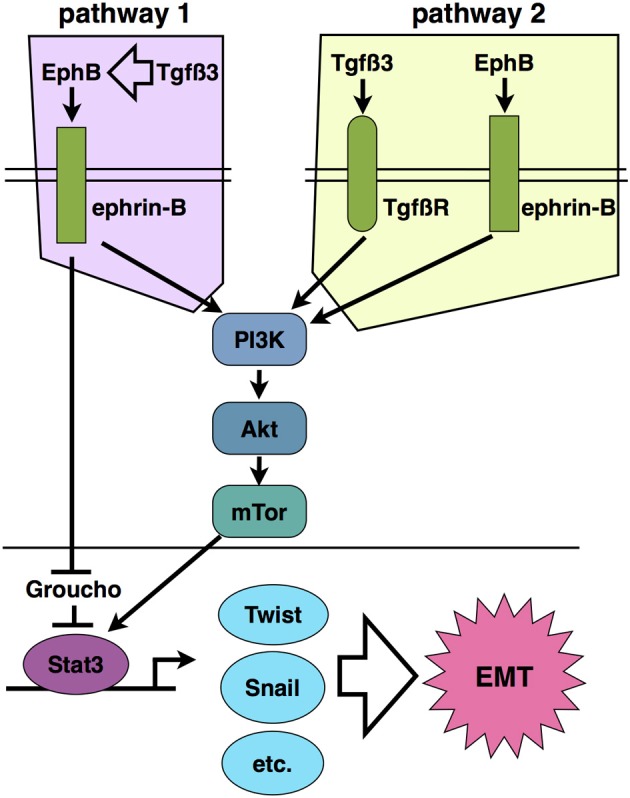 pathway 1
pathway 2
EphB
Tgfß3
Tgfß3
EphB
ephrin-B
TgfßR
ephrin-B
PI3K
Akt
mTor
Groucho
Stat3
Twist
Snail
etc.
EMT